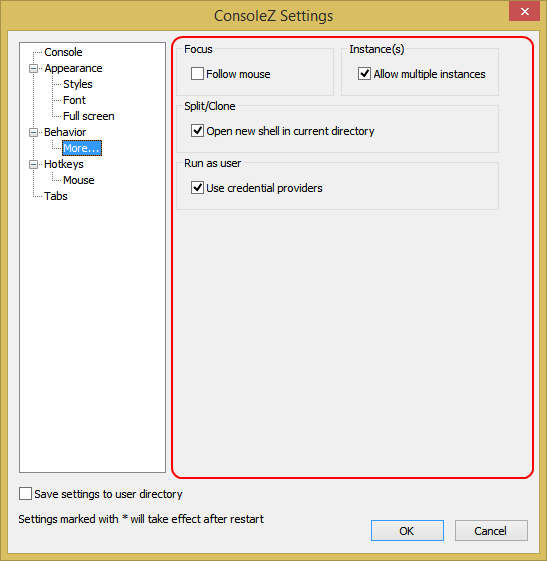 ConsoleZ Settings
Console
Appearance
Styles
Font
Full screen
Behavior
More...
Hotkeys
Mouse
Tabs
Focus
Follow mouse
Instance(s)
Allow multiple instances
Split/Clone
Open new shell in current directory
Run as user
Use credential providers
Save settings to user directory
Settings marked with * will take effect after restart
OK
Cancel